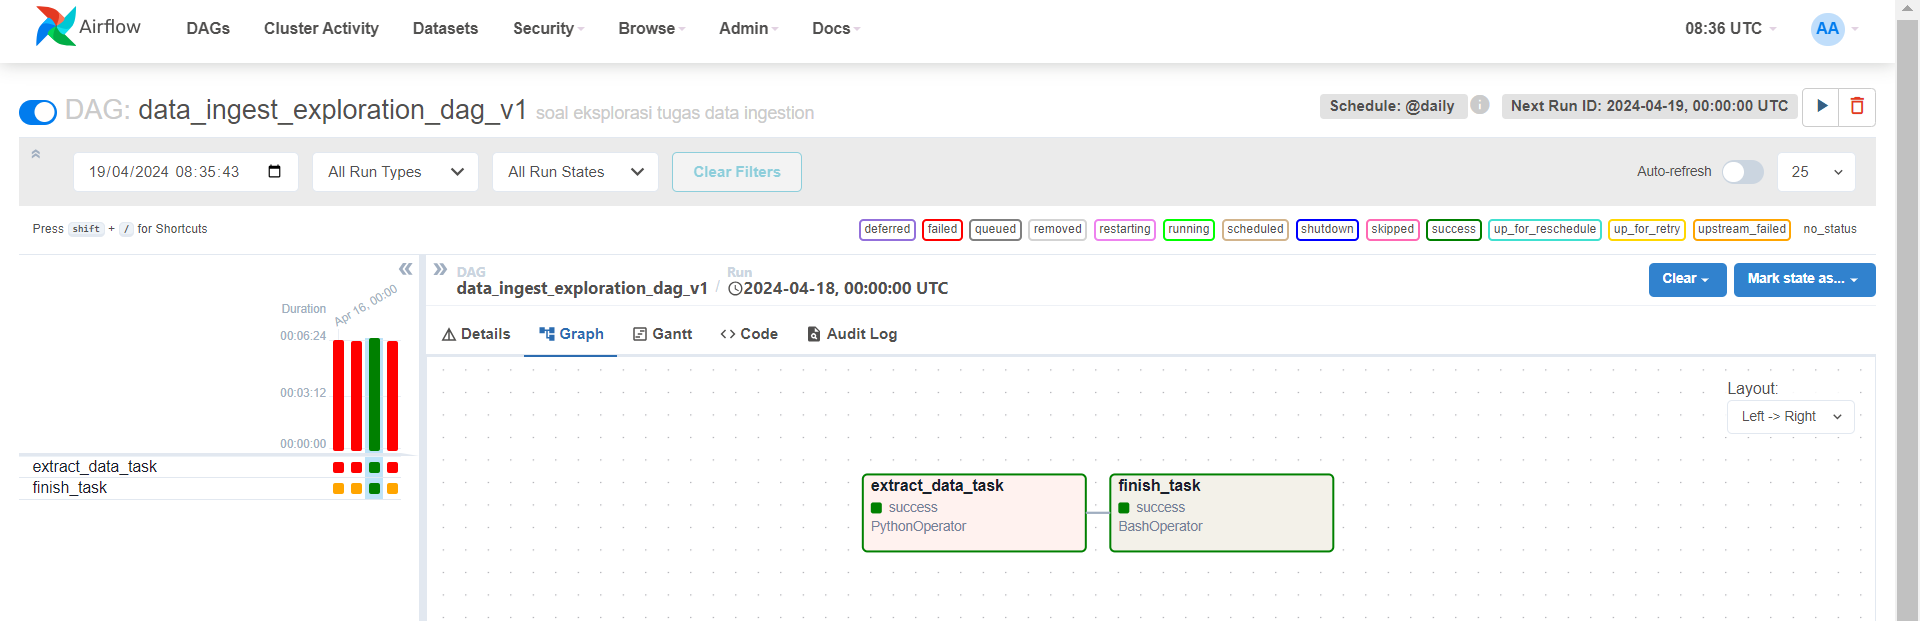 Airflow DAGs Cluster Activity Datasets Security Browse Admin Docs 08:36 UTC AA
DAG: data_ingest_exploration_dag_v1 soal eksplorasi tugas data ingestion Schedule: @daily i Next Run ID: 2024-04-19, 00:00:00 UTC
19/04/2024 08:35:43 All Run Types All Run States Clear Filters Auto-refresh 25
Press shift + / for Shortcuts deferred failed queued removed restarting running scheduled shutdown skipped success up_for_reschedule up_for_retry upstream_failed no_status
Duration
Apr 16, 00:00
00:06:24
00:03:12
00:00:00
extract_data_task
finish_task
DAG
data_ingest_exploration_dag_v1 /
Run
2024-04-18, 00:00:00 UTC
Clear Mark state as...
Details Graph Gantt <> Code Audit Log
Layout:
Left -> Right
extract_data_task
success
PythonOperator
finish_task
success
BashOperator